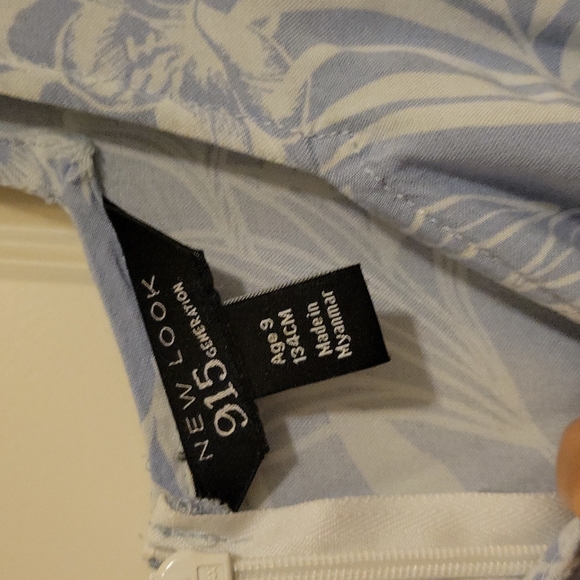 NEW LOOK
915 GENERATION
Age 9
134CM
Made in
Myanmar